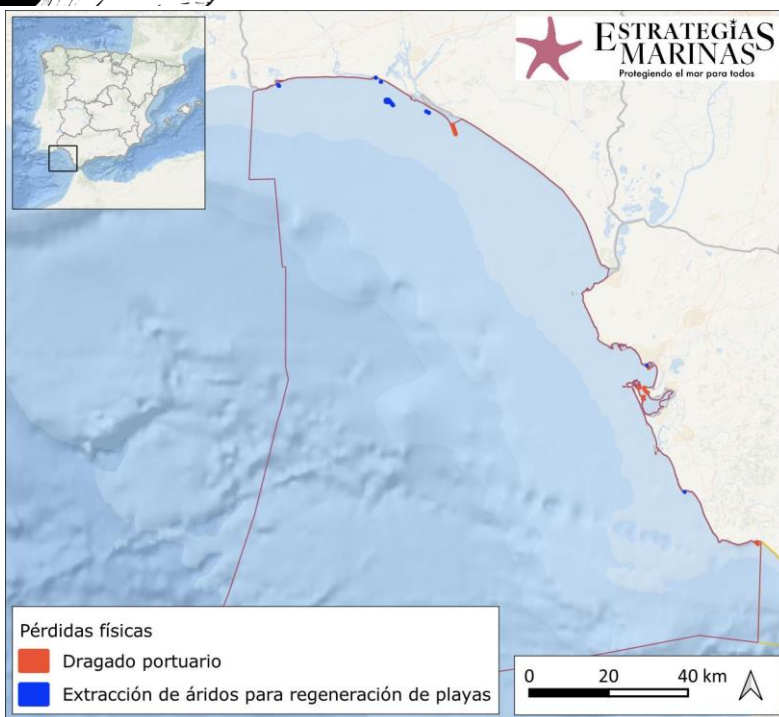 ESTRATEGIAS
MARINAS
Protegiendo el mar para todos
Pérdidas físicas
Dragado portuario
Extracción de áridos para regeneración de playas
0 20 40 km